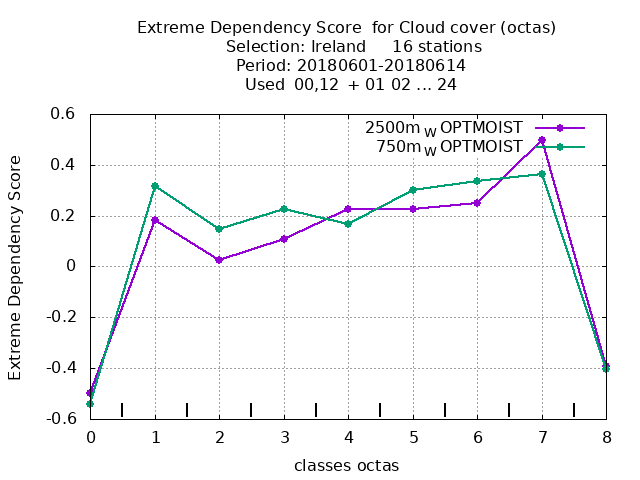 Extreme Dependency Score  for Cloud cover (octas)
Selection: Ireland     16 stations
Period: 20180601-20180614
Used  00,12  + 01 02 ... 24
2500m W OPTMOIST
750m W OPTMOIST
0.6
0.4
0.2
0
-0.2
-0.4
-0.6
Extreme Dependency Score
0 1 2 3 4 5 6 7 8
classes octas